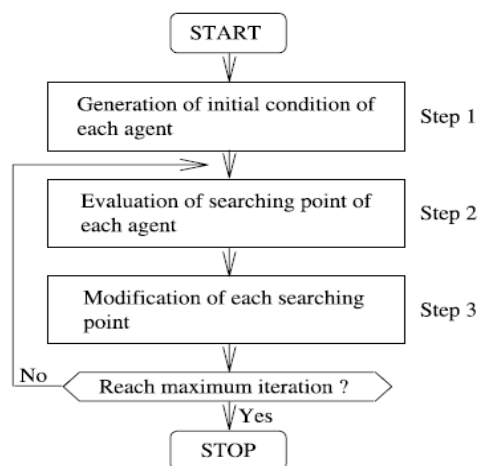 START
Generation of initial condition of
each agent
Step 1
Evaluation of searching point of
each agent
Step 2
Modification of each searching
point
Step 3
No
Reach maximum iteration ?
Yes
STOP